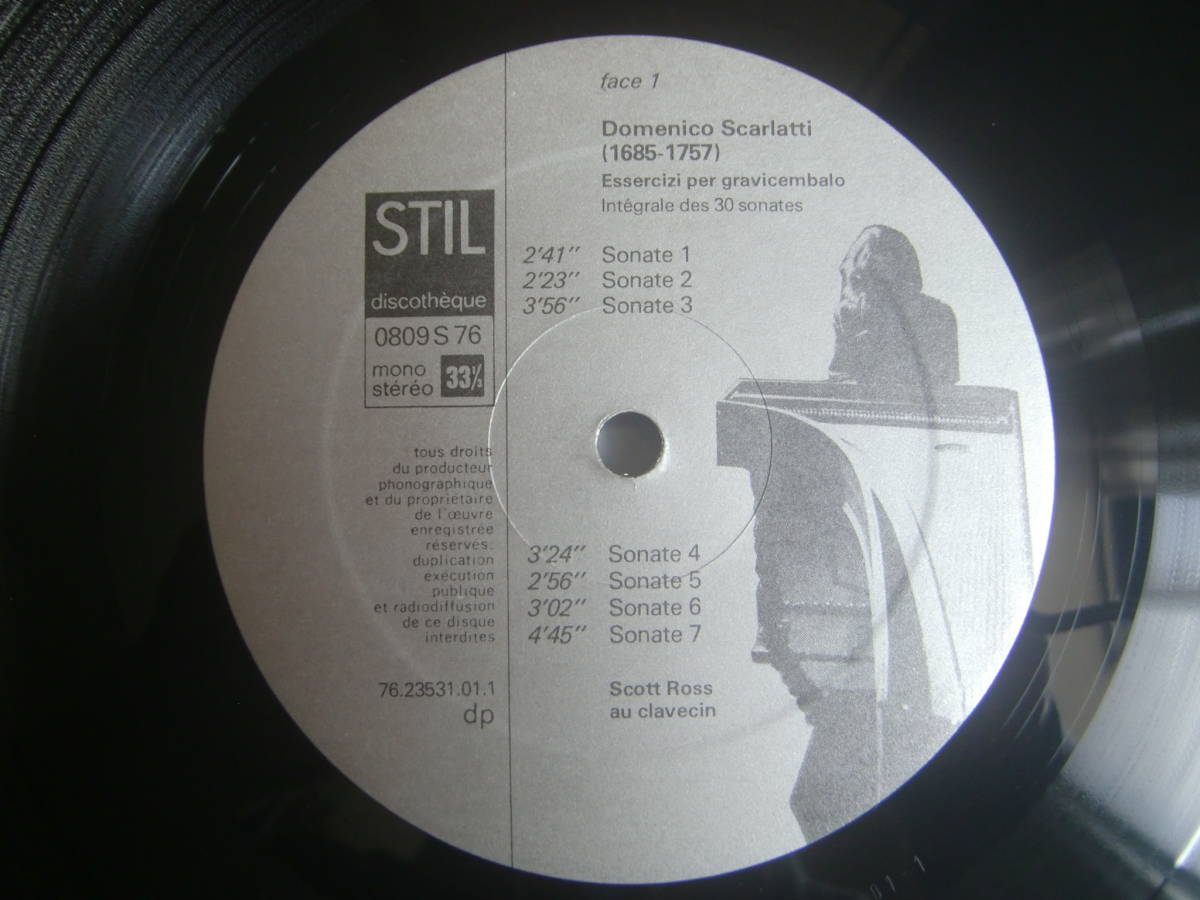 face 1
Domenico Scarlatti
(1685-1757)
Essercizi per gravicembalo
Intégrale des 30 sonates
STIL
discothèque
0809 S 76
mono
stéréo
33⅓
2'41" Sonate 1
2'23" Sonate 2
3'56" Sonate 3
tous droits
du producteur
phonographique
et du propriétaire
de l'œuvre
enregistrée
réservés.
duplication
exécution
publique
et radiodiffusion
de ce disque
interdites
3'24" Sonate 4
2'56" Sonate 5
3'02" Sonate 6
4'45" Sonate 7
76.23531.01.1
dp
Scott Ross
au clavecin